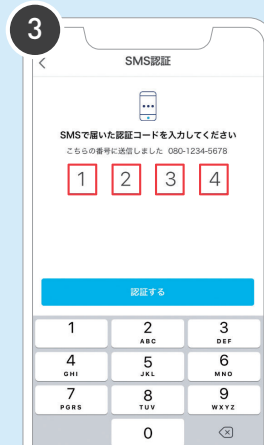 3
SMS認証
SMSで届いた認証コードを入力してください
こちらの番号に送信しました 080-1234-5678
1 2 3 4
認証する
1 2 3
ABC DEF
4 5 6
GHI JKL MNO
7 8 9
PGRS TUV WXYZ
0